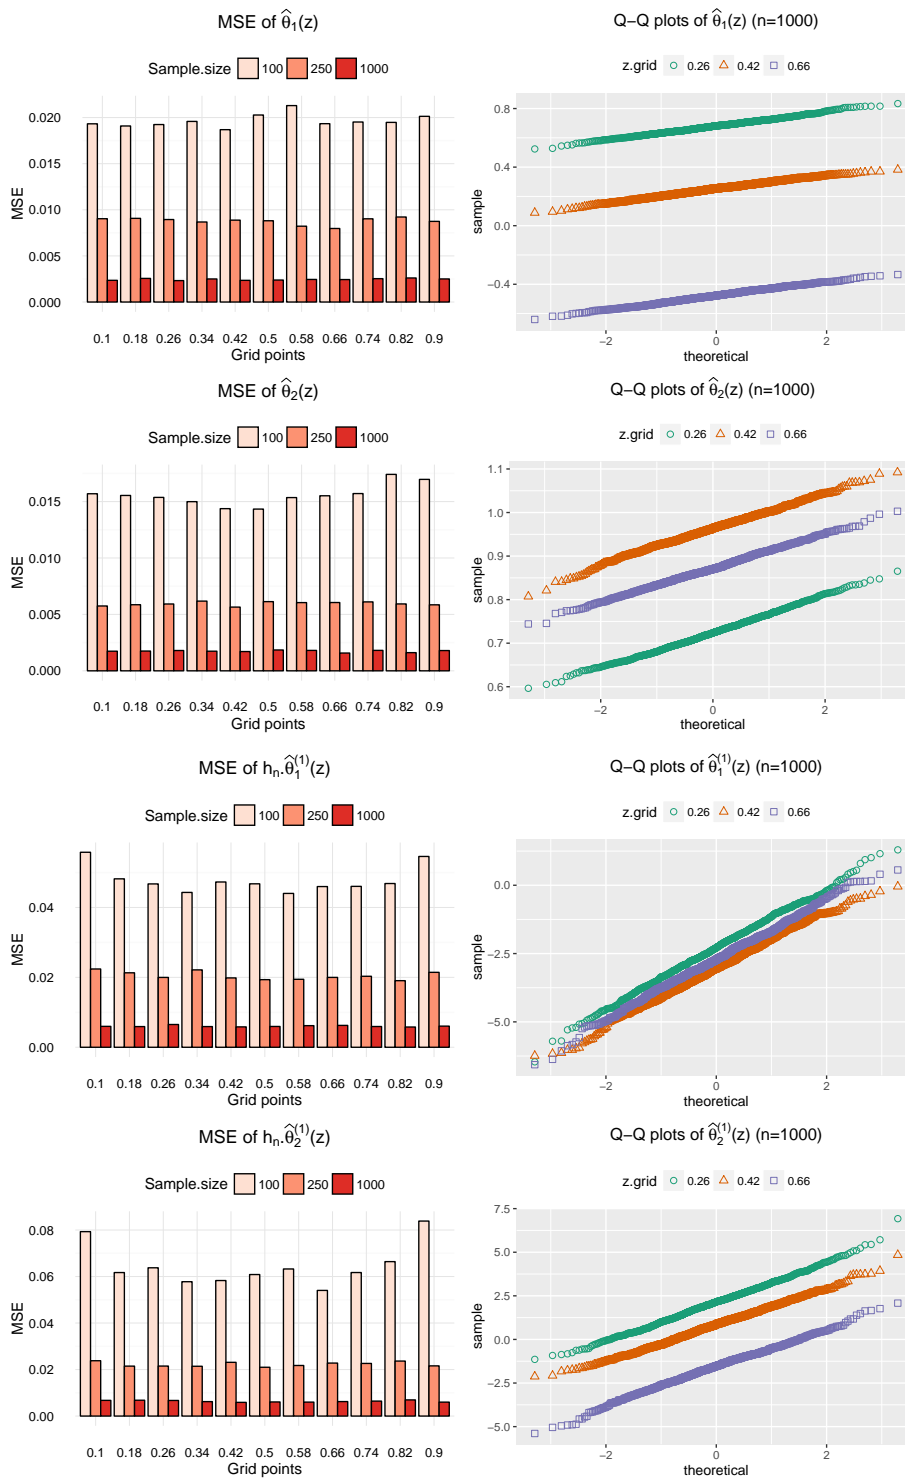 MSE of θ̂₁(z)
Sample.size 100 250 1000
MSE
0.020
0.015
0.010
0.005
0.000
0.1 0.18 0.26 0.34 0.42 0.5 0.58 0.66 0.74 0.82 0.9
Grid points
Q−Q plots of θ̂₁(z) (n=1000)
z.grid 0.26 0.42 0.66
sample
0.8
0.4
0.0
−0.4
−2 0 2
theoretical
MSE of θ̂₂(z)
Sample.size 100 250 1000
MSE
0.015
0.010
0.005
0.000
0.1 0.18 0.26 0.34 0.42 0.5 0.58 0.66 0.74 0.82 0.9
Grid points
Q−Q plots of θ̂₂(z) (n=1000)
z.grid 0.26 0.42 0.66
sample
1.1
1.0
0.9
0.8
0.7
0.6
−2 0 2
theoretical
MSE of hₙ.θ̂₁⁽¹⁾(z)
Sample.size 100 250 1000
MSE
0.04
0.02
0.00
0.1 0.18 0.26 0.34 0.42 0.5 0.58 0.66 0.74 0.82 0.9
Grid points
Q−Q plots of θ̂₁⁽¹⁾(z) (n=1000)
z.grid 0.26 0.42 0.66
sample
0.0
−2.5
−5.0
−2 0 2
theoretical
MSE of hₙ.θ̂₂⁽¹⁾(z)
Sample.size 100 250 1000
MSE
0.08
0.06
0.04
0.02
0.00
0.1 0.18 0.26 0.34 0.42 0.5 0.58 0.66 0.74 0.82 0.9
Grid points
Q−Q plots of θ̂₂⁽¹⁾(z) (n=1000)
z.grid 0.26 0.42 0.66
sample
7.5
5.0
2.5
0.0
−2.5
−5.0
−2 0 2
theoretical